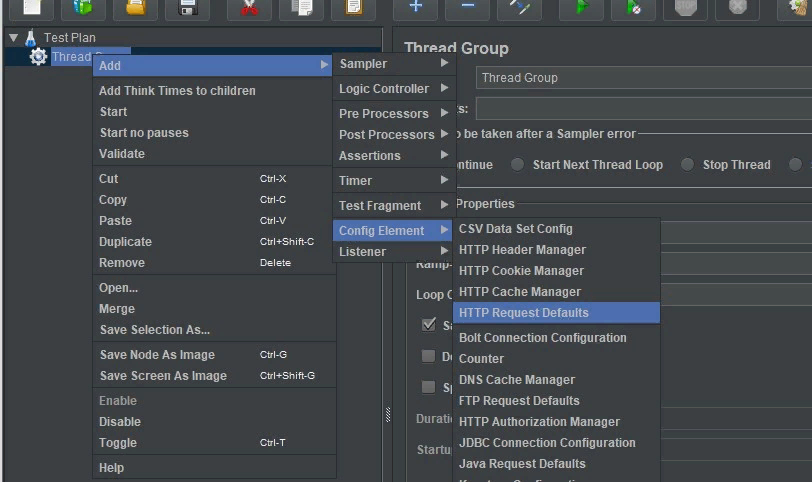 Test Plan
Thread
Add
Add Think Times to children
Start
Start no pauses
Validate
Cut Ctrl-X
Copy Ctrl-C
Paste Ctrl-V
Duplicate Ctrl+Shift-C
Remove Delete
Open...
Merge
Save Selection As...
Save Node As Image Ctrl-G
Save Screen As Image Ctrl+Shift-G
Enable
Disable
Toggle Ctrl-T
Help
Sampler
Logic Controller
Pre Processors
Post Processors
Assertions
Timer
Test Fragment
Config Element
Listener
CSV Data Set Config
HTTP Header Manager
HTTP Cookie Manager
HTTP Cache Manager
HTTP Request Defaults
Bolt Connection Configuration
Counter
DNS Cache Manager
FTP Request Defaults
HTTP Authorization Manager
JDBC Connection Configuration
Java Request Defaults
Thread Group
Thread Group
s:
to be taken after a Sampler error
ntinue Start Next Thread Loop Stop Thread
Properties
Ramp-
Loop C
Sa
De
Sp
Duratio
Startup